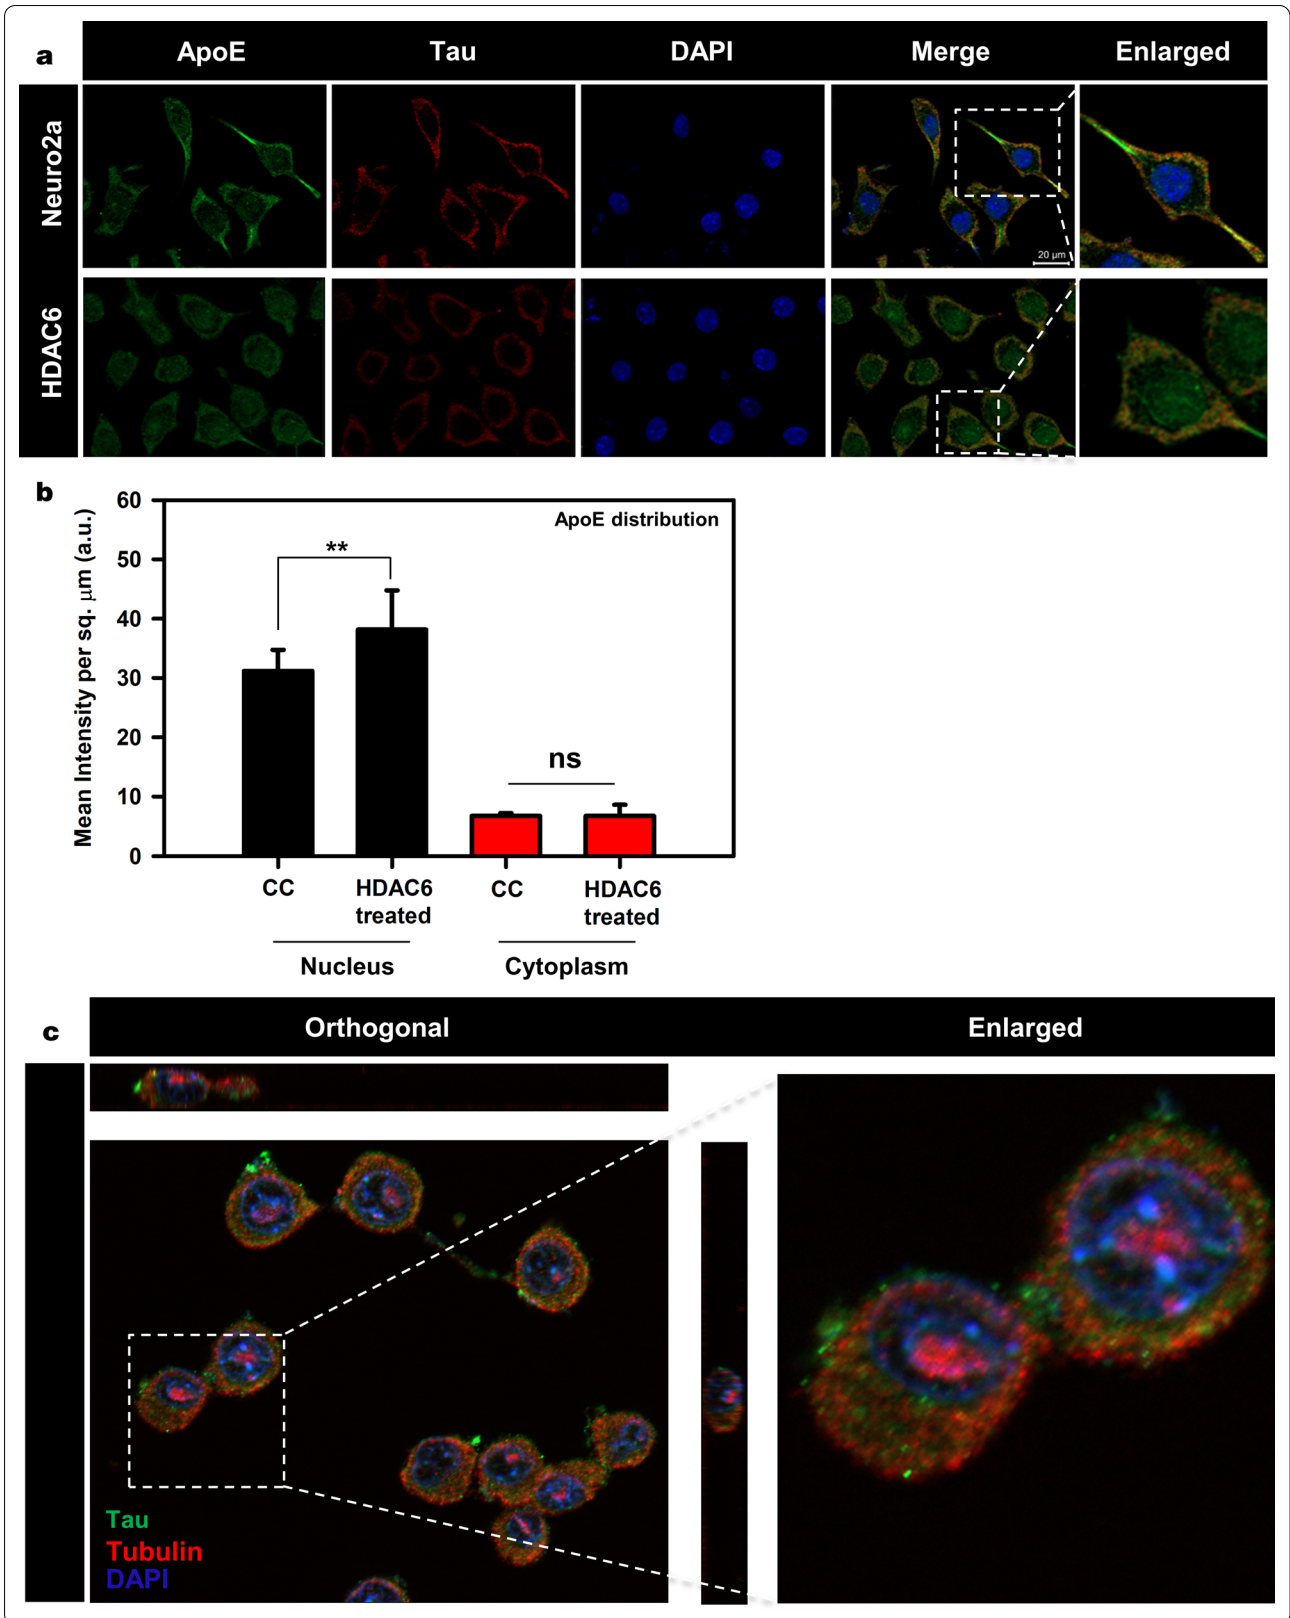 a
ApoE
Tau
DAPI
Merge
Enlarged
Neuro2a
20 µm
HDAC6
b
60
50
40
30
20
10
0
Mean Intensity per sq. µm (a.u.)
ApoE distribution
**
ns
CC
HDAC6
treated
CC
HDAC6
treated
Nucleus
Cytoplasm
c
Orthogonal
Enlarged
Tau
Tubulin
DAPI